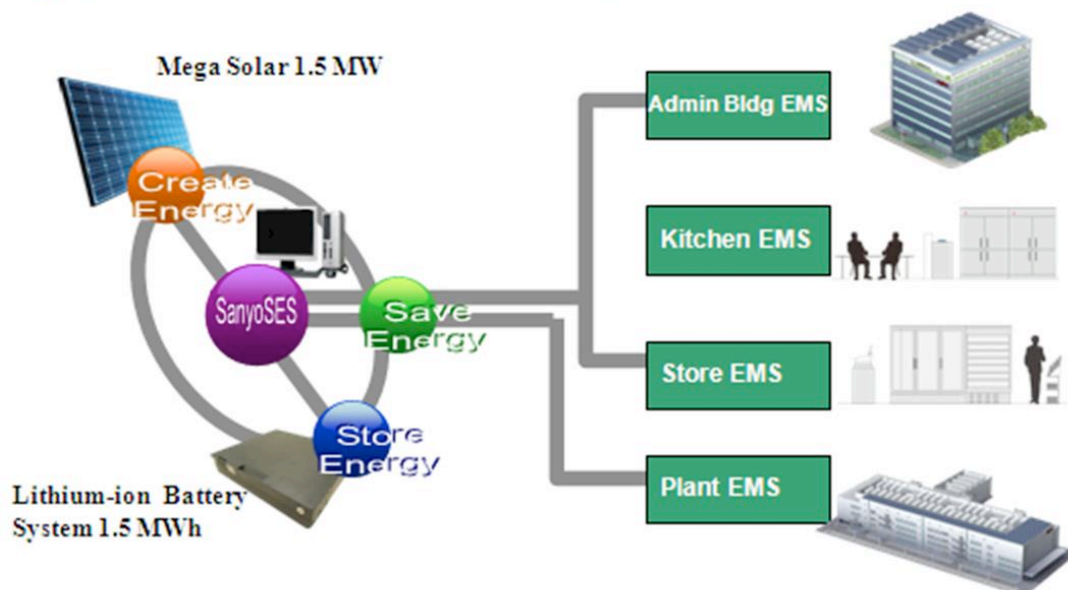 Mega Solar 1.5 MW
Create
Energy
SanyoSES
Save
Energy
Store
Energy
Lithium-ion Battery
System 1.5 MWh
Admin Bldg EMS
Kitchen EMS
Store EMS
Plant EMS